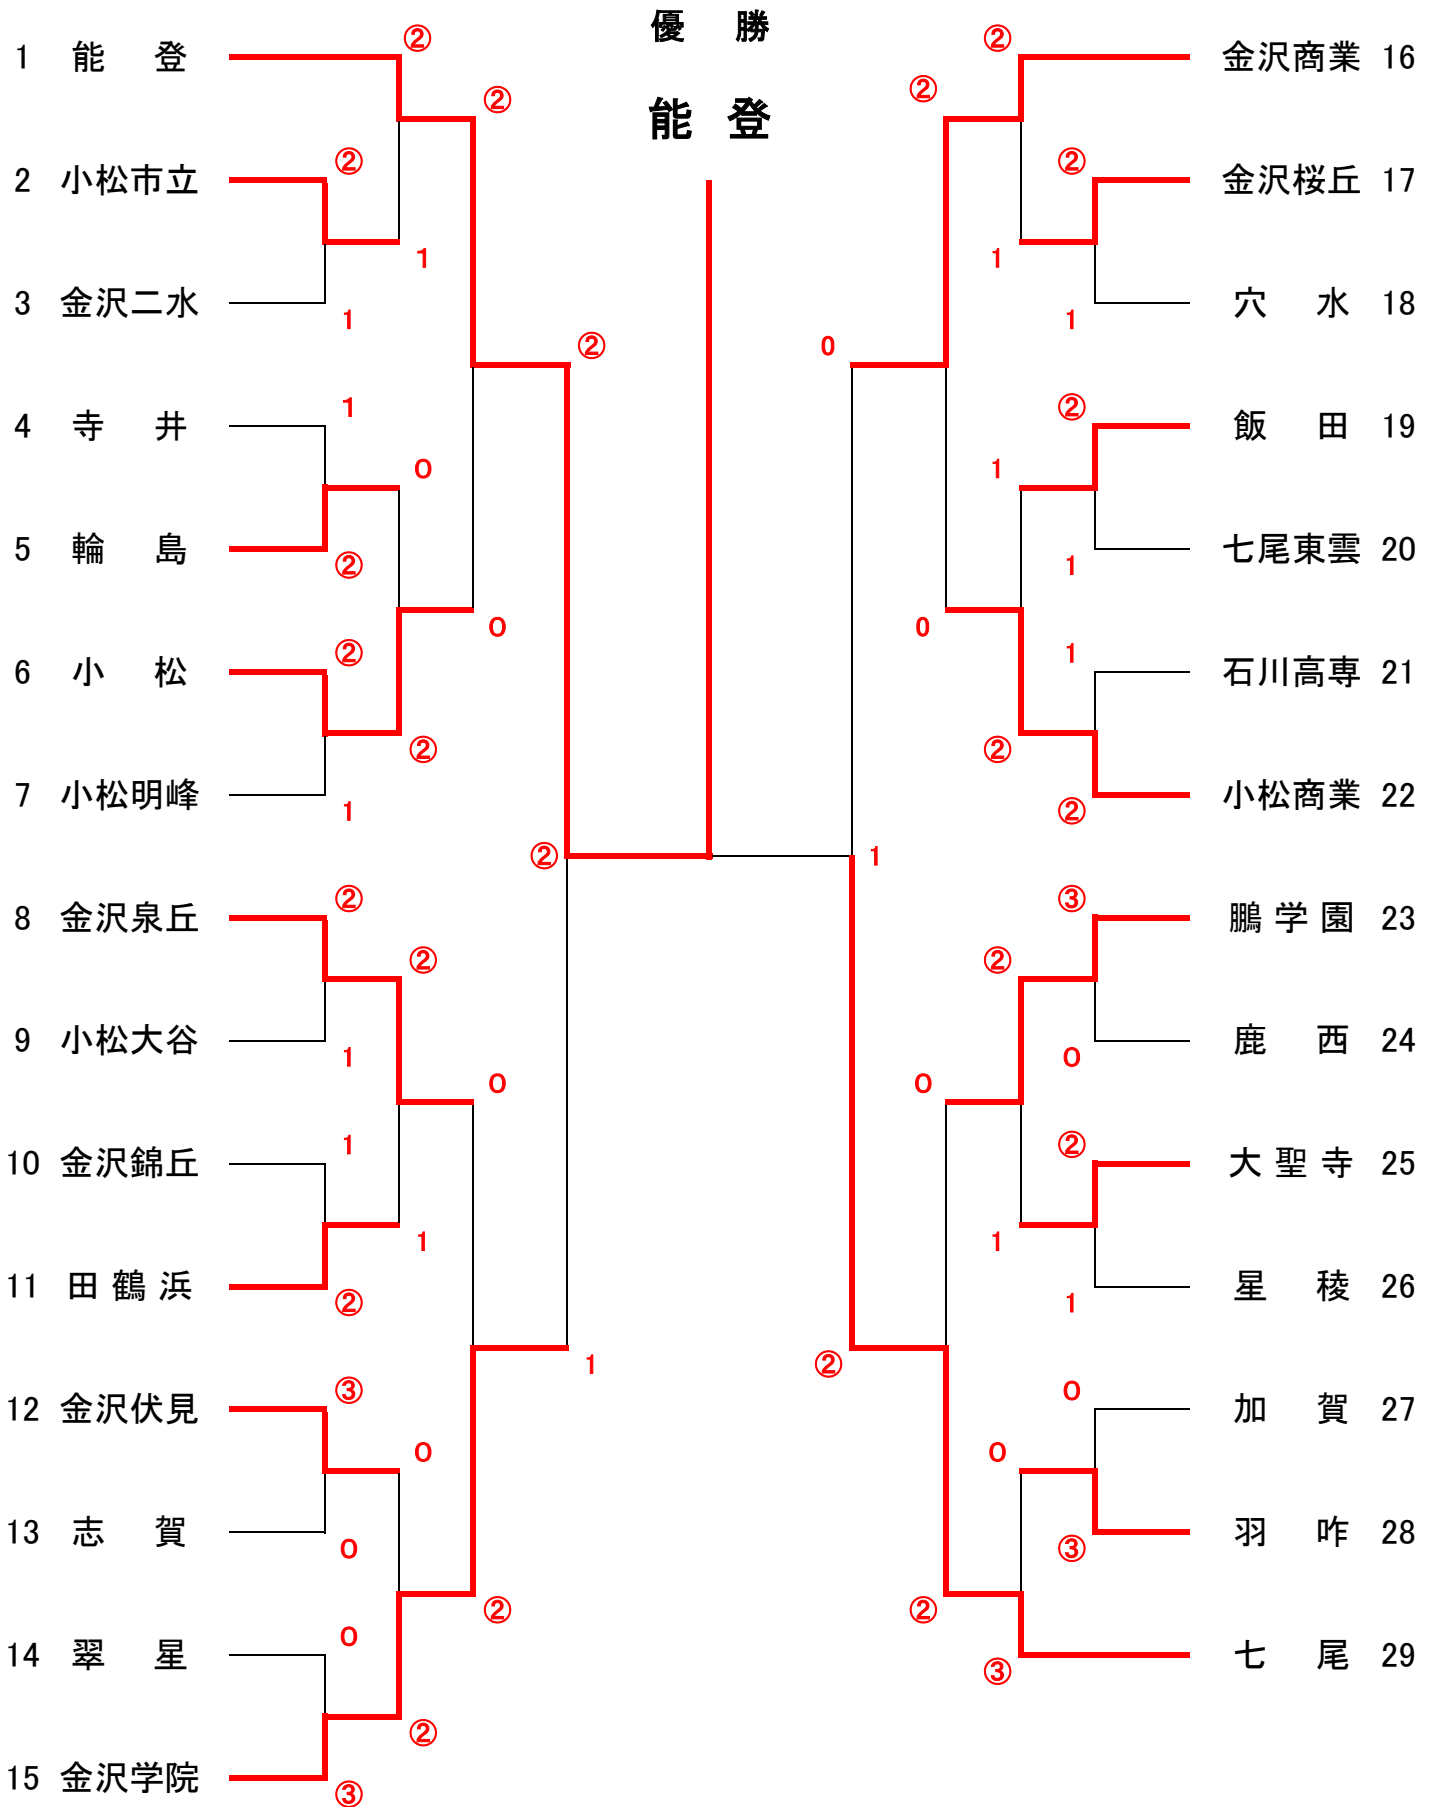 優 勝
能 登
1 能 登 ②
②
2 小松市立 ②
1
3 金沢二水 1
②
4 寺 井 1
0
5 輪 島 ②
0
6 小 松 ②
②
7 小松明峰 1
②
8 金沢泉丘 ②
②
9 小松大谷 1
0
10 金沢錦丘 1
1
11 田鶴浜 ②
1
12 金沢伏見 ③
0
13 志 賀 0
②
14 翠 星 0
②
15 金沢学院 ③
② 金沢商業 16
②
② 金沢桜丘 17
1
1 穴 水 18
0
② 飯 田 19
1
1 七尾東雲 20
0
1 石川高専 21
②
② 小松商業 22
1
③ 鵬学園 23
②
0 鹿 西 24
0
② 大聖寺 25
1
1 星 稜 26
②
0 加 賀 27
0
③ 羽 咋 28
②
③ 七 尾 29